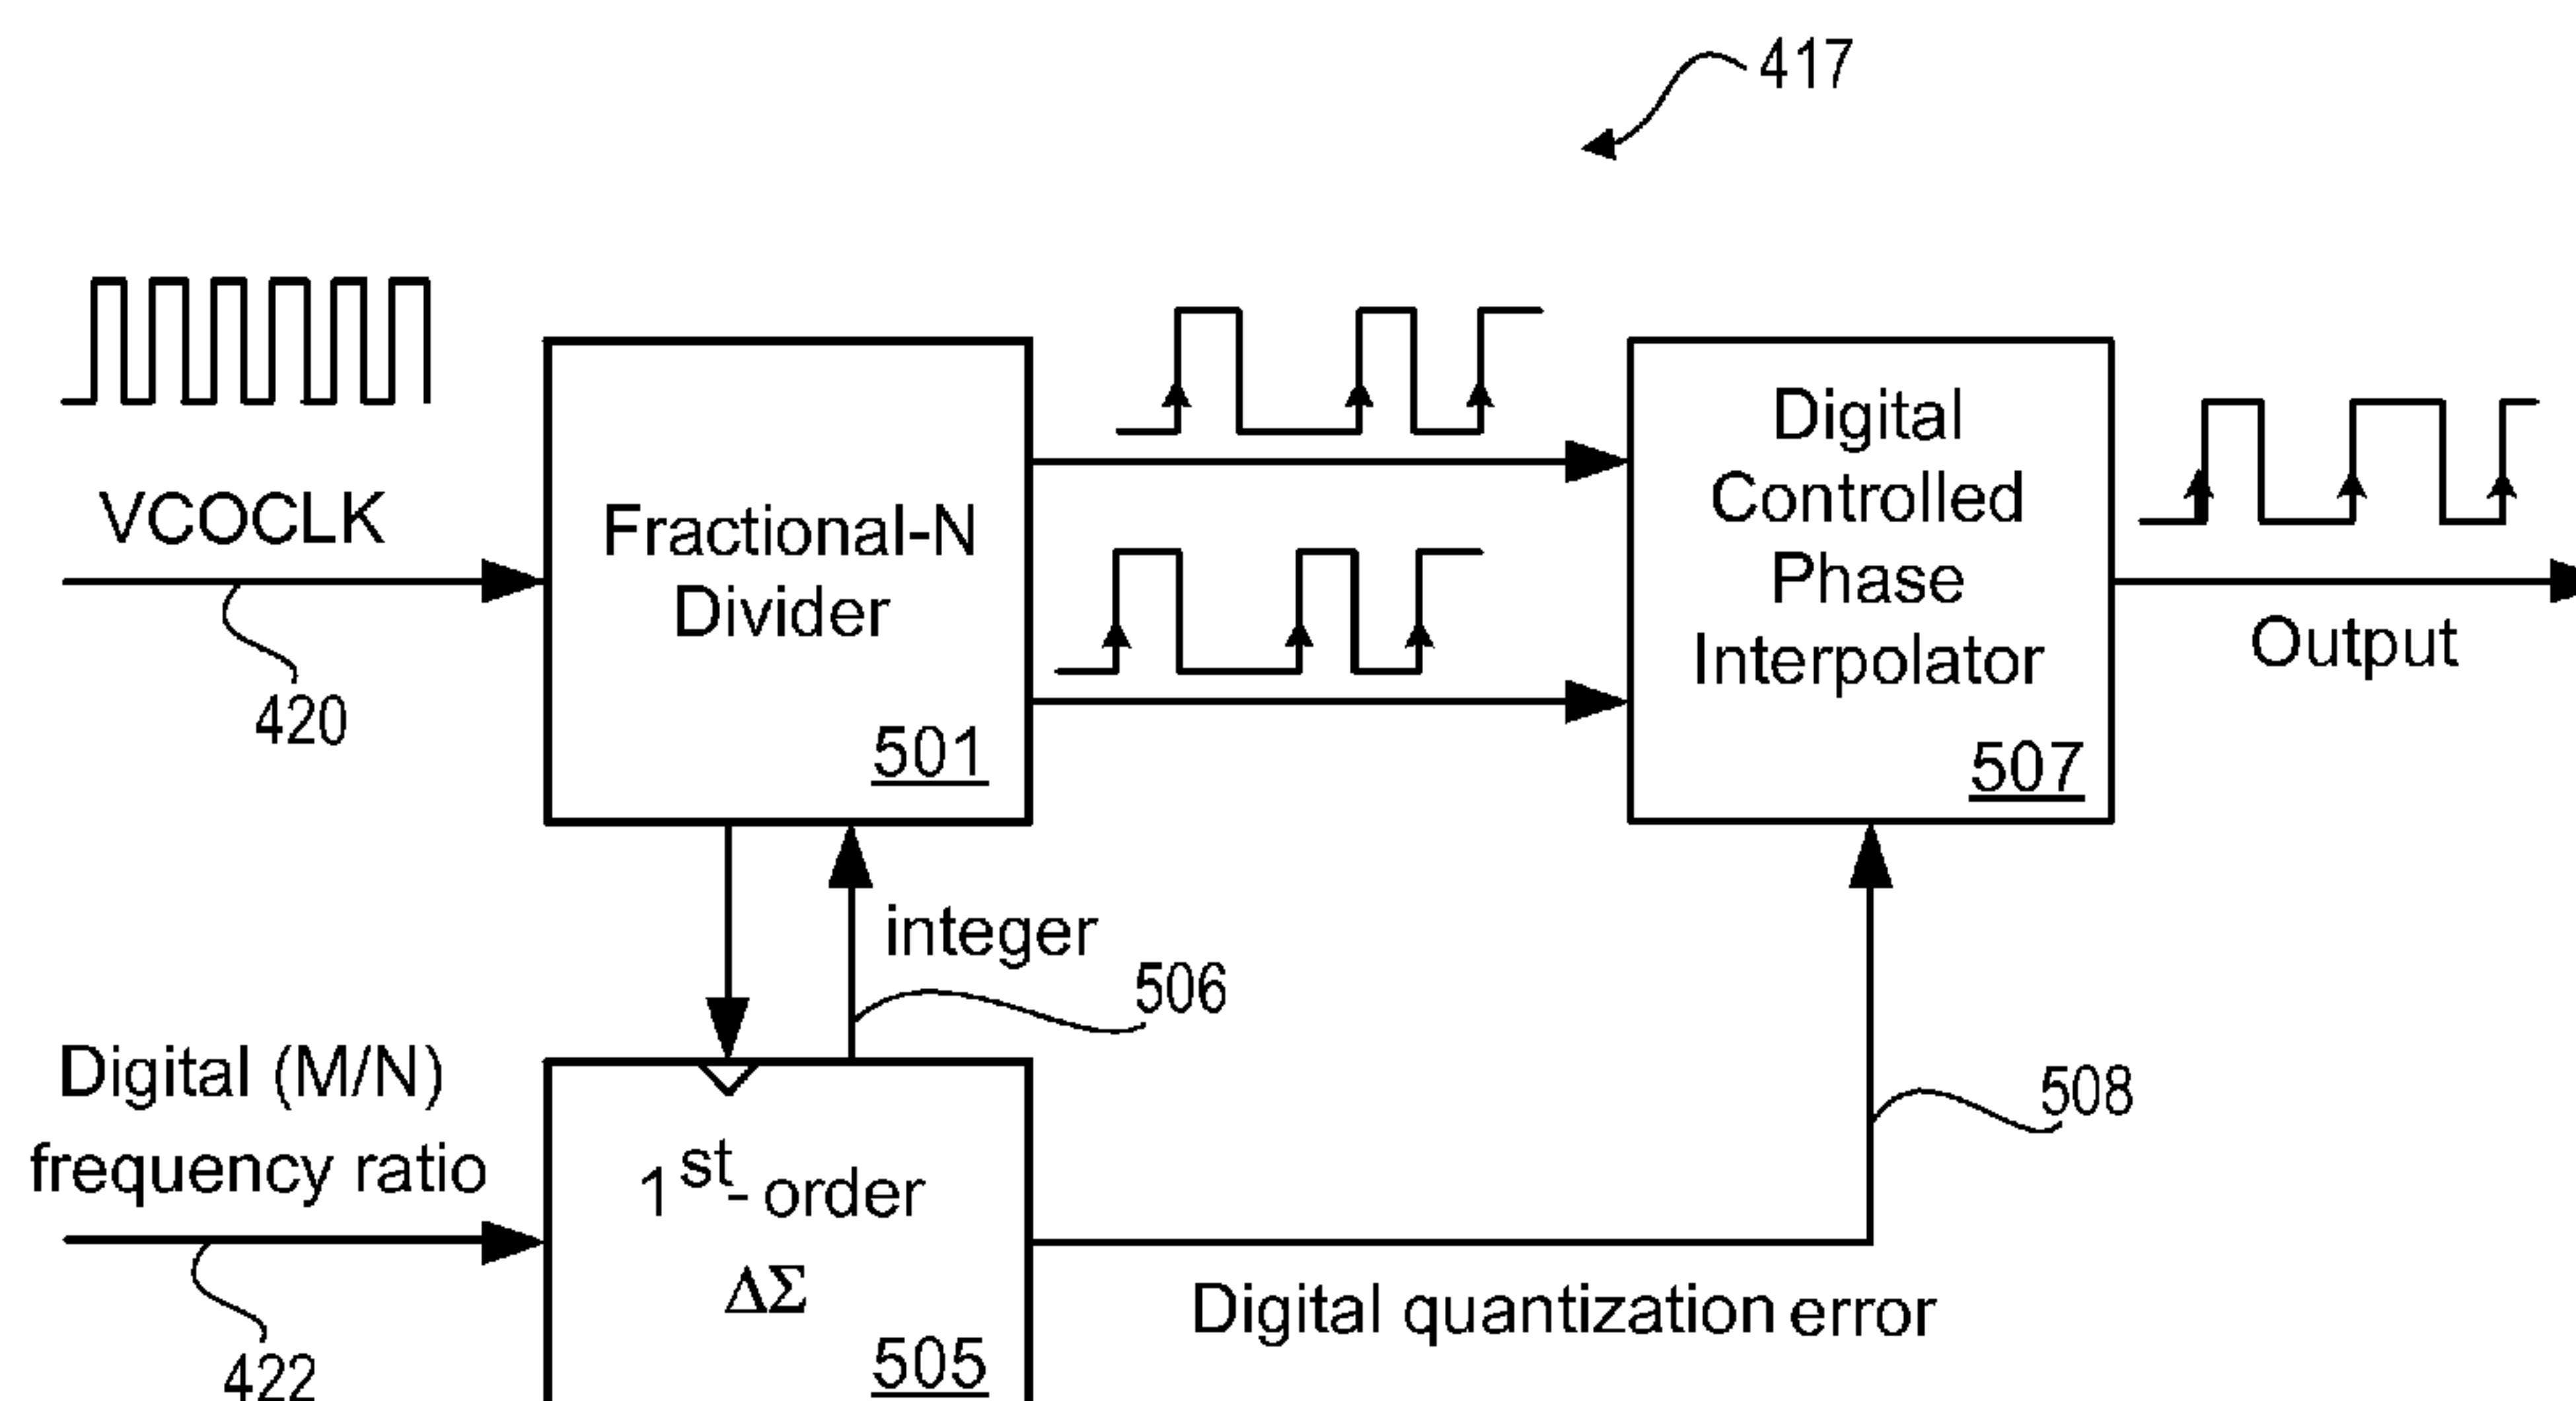 417
VCOCLK
420
Fractional-N
Divider
501
Digital
Controlled
Phase
Interpolator
507
Output
integer
506
Digital (M/N)
frequency ratio
422
1st- order
ΔΣ
505
508
Digital quantization error